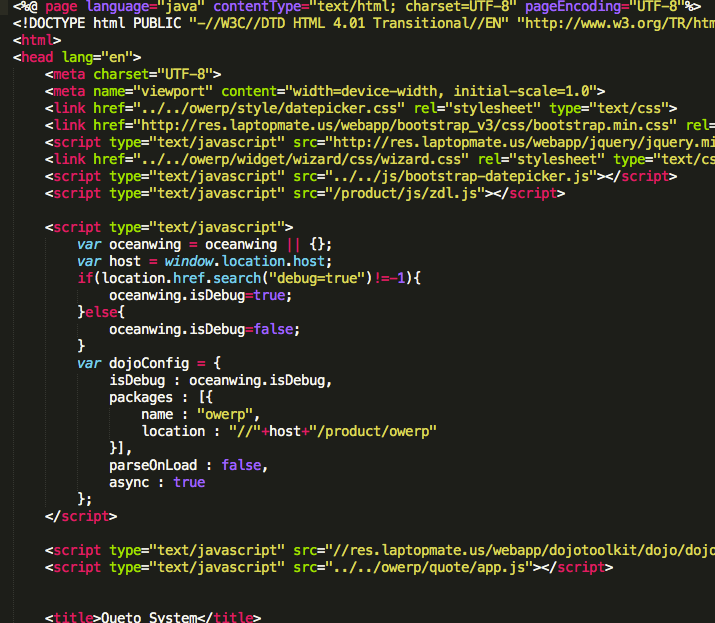 <%@ page language="java" contentType="text/html; charset=UTF-8" pageEncoding="UTF-8"%>
<!DOCTYPE html PUBLIC "-//W3C//DTD HTML 4.01 Transitional//EN" "http://www.w3.org/TR/htm
<html>
<head lang="en">
<meta charset="UTF-8">
<meta name="viewport" content="width=device-width, initial-scale=1.0">
<link href="../../owerp/style/datepicker.css" rel="stylesheet" type="text/css">
<link href="http://res.laptopmate.us/webapp/bootstrap_v3/css/bootstrap.min.css" rel=
<script type="text/javascript" src="http://res.laptopmate.us/webapp/jquery/jquery.mi
<link href="../../owerp/widget/wizard/css/wizard.css" rel="stylesheet" type="text/cs
<script type="text/javascript" src="../../js/bootstrap-datepicker.js"></script>
<script type="text/javascript" src="/product/js/zdl.js"></script>
<script type="text/javascript">
var oceanwing = oceanwing || {};
var host = window.location.host;
if(location.href.search("debug=true")!=-1){
oceanwing.isDebug=true;
}else{
oceanwing.isDebug=false;
}
var dojoConfig = {
isDebug : oceanwing.isDebug,
packages : [{
name : "owerp",
location : "//"+host+"/product/owerp"
}],
parseOnLoad : false,
async : true
};
</script>
<script type="text/javascript" src="//res.laptopmate.us/webapp/dojotoolkit/dojo/dojo
<script type="text/javascript" src="../../owerp/quote/app.js"></script>
<title>Oueto System</title>